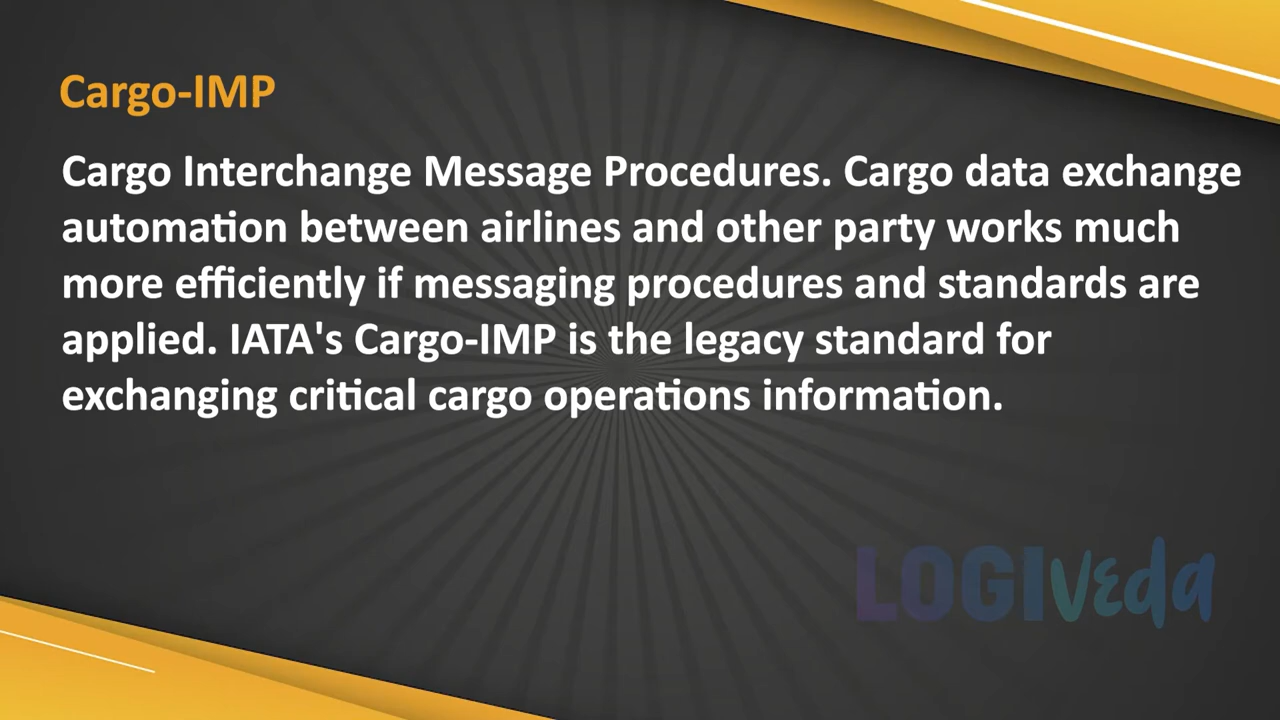 Cargo-IMP
Cargo Interchange Message Procedures. Cargo data exchange
automation between airlines and other party works much
more efficiently if messaging procedures and standards are
applied. IATA's Cargo-IMP is the legacy standard for
exchanging critical cargo operations information.
LOGIveda